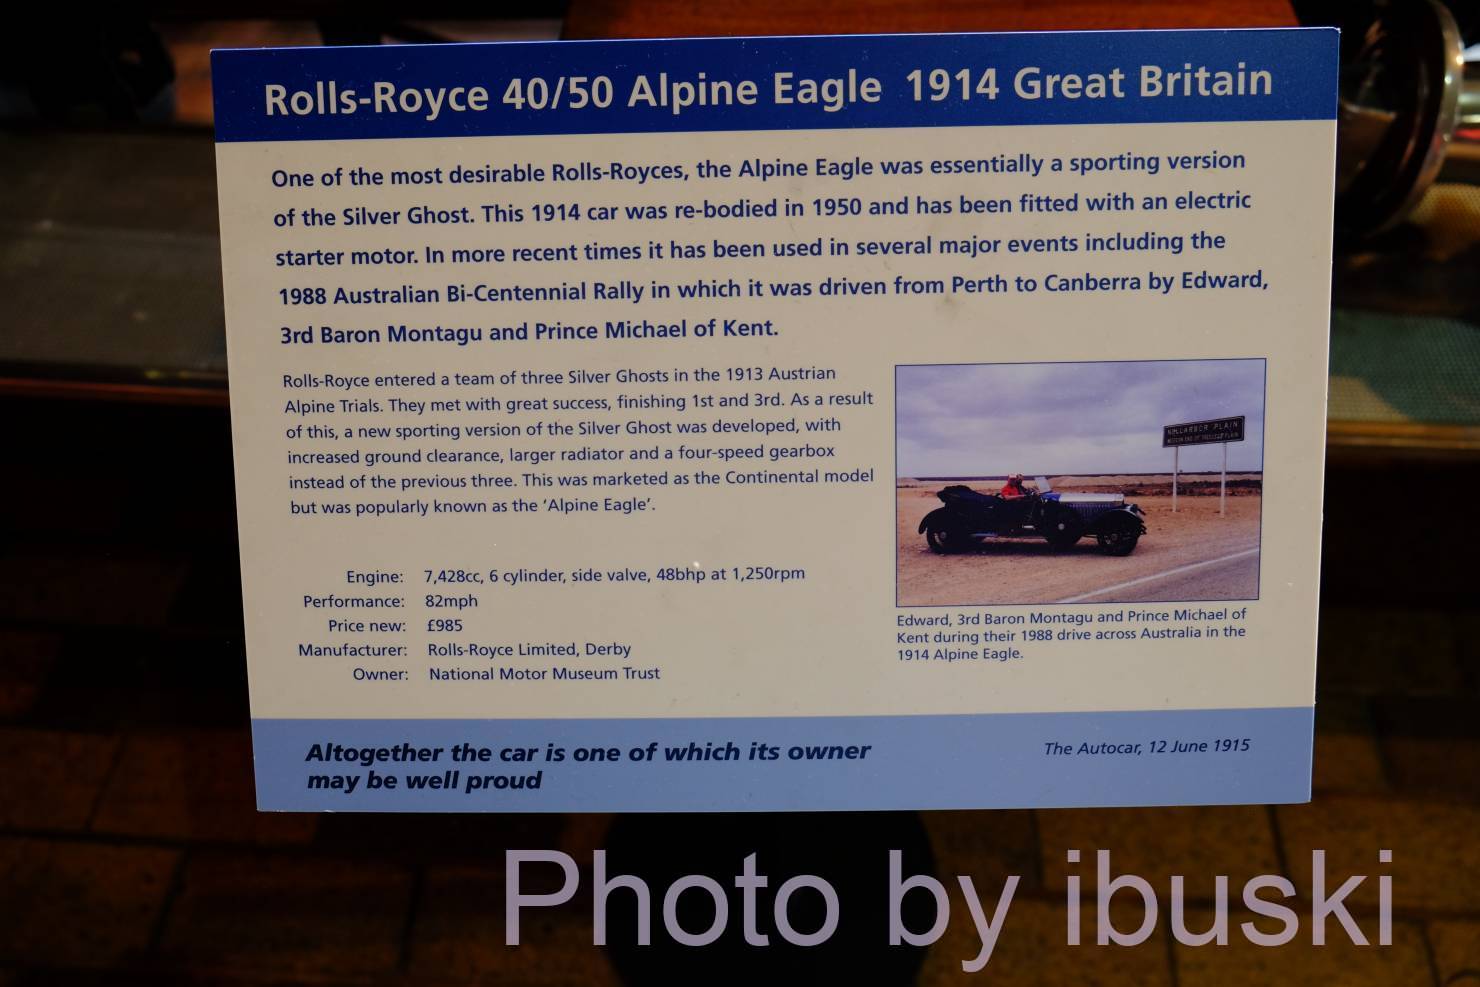 Rolls-Royce 40/50 Alpine Eagle 1914 Great Britain
One of the most desirable Rolls-Royces, the Alpine Eagle was essentially a sporting version
of the Silver Ghost. This 1914 car was re-bodied in 1950 and has been fitted with an electric
starter motor. In more recent times it has been used in several major events including the
1988 Australian Bi-Centennial Rally in which it was driven from Perth to Canberra by Edward,
3rd Baron Montagu and Prince Michael of Kent.
Rolls-Royce entered a team of three Silver Ghosts in the 1913 Austrian
Alpine Trials. They met with great success, finishing 1st and 3rd. As a result
of this, a new sporting version of the Silver Ghost was developed, with
increased ground clearance, larger radiator and a four-speed gearbox
instead of the previous three. This was marketed as the Continental model
but was popularly known as the ‘Alpine Eagle’.
NULLARBOR PLAIN
Engine: 7,428cc, 6 cylinder, side valve, 48bhp at 1,250rpm
Performance: 82mph
Price new: £985
Manufacturer: Rolls-Royce Limited, Derby
Owner: National Motor Museum Trust
Edward, 3rd Baron Montagu and Prince Michael of
Kent during their 1988 drive across Australia in the
1914 Alpine Eagle.
Altogether the car is one of which its owner
may be well proud
The Autocar, 12 June 1915
Photo by ibuski